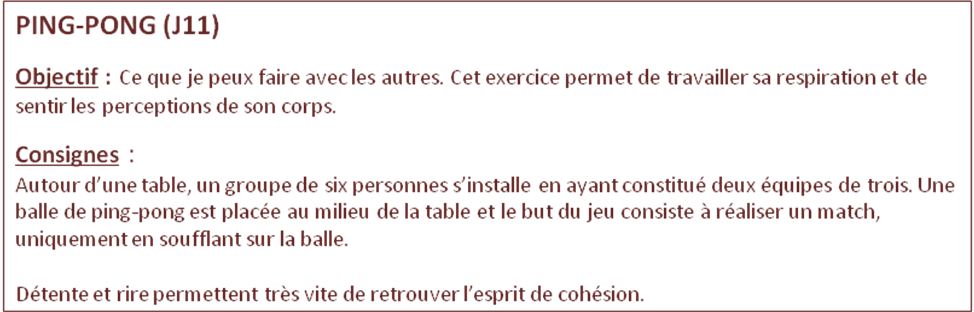 PING-PONG (J11)
Objectif : Ce que je peux faire avec les autres. Cet exercice permet de travailler sa respiration et de
sentir les perceptions de son corps.
Consignes :
Autour d’une table, un groupe de six personnes s’installe en ayant constitué deux équipes de trois. Une
balle de ping-pong est placée au milieu de la table et le but du jeu consiste à réaliser un match,
uniquement en soufflant sur la balle.
Détente et rire permettent très vite de retrouver l’esprit de cohésion.